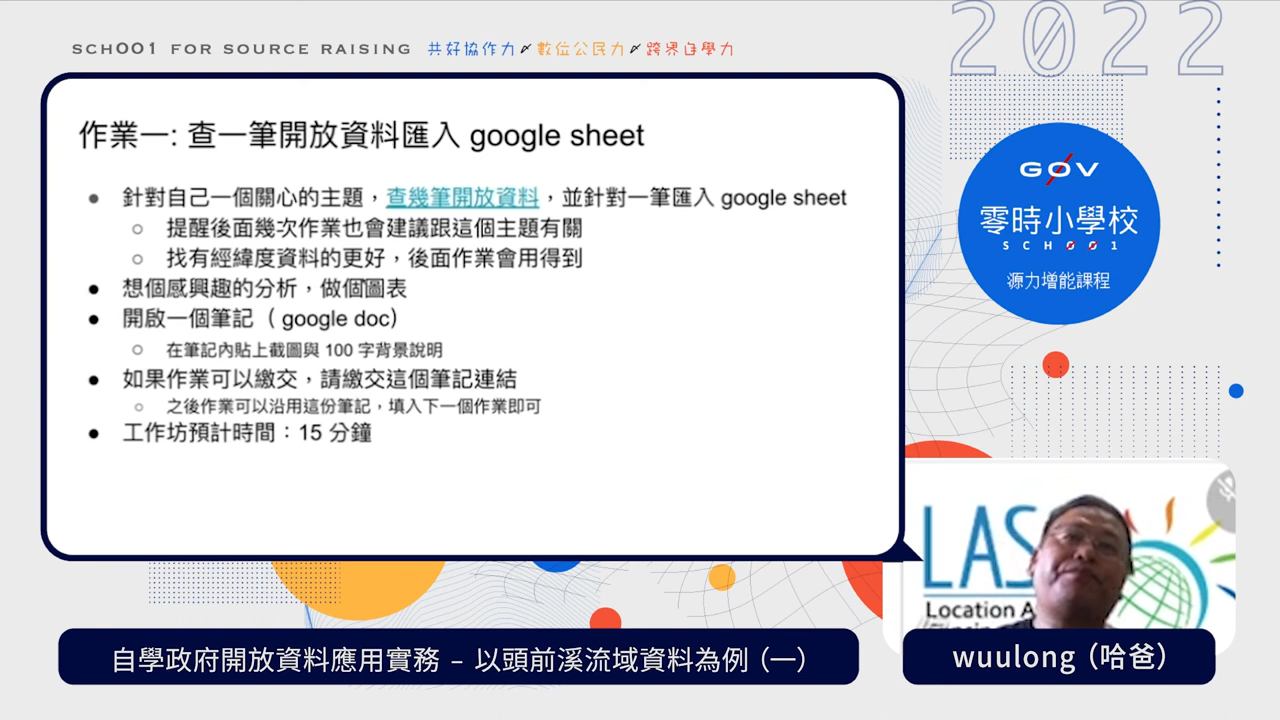 SCHOO1 FOR SOURCE RAISING 共好協作力 數位公民力 跨界自學力
2022
作業一: 查一筆開放資料匯入 google sheet
● 針對自己一個關心的主題，查幾筆開放資料，並針對一筆匯入 google sheet
○ 提醒後面幾次作業也會建議跟這個主題有關
○ 找有經緯度資料的更好，後面作業會用得到
● 想個感興趣的分析，做個圖表
● 開啟一個筆記（ google doc）
○ 在筆記內貼上截圖與 100 字背景說明
● 如果作業可以繳交，請繳交這個筆記連結
○ 之後作業可以沿用這份筆記，填入下一個作業即可
● 工作坊預計時間：15 分鐘
GØV
零時小學校
SCHØØ1
源力增能課程
LAS
Location A
自學政府開放資料應用實務 – 以頭前溪流域資料為例（一）
wuulong（哈爸）